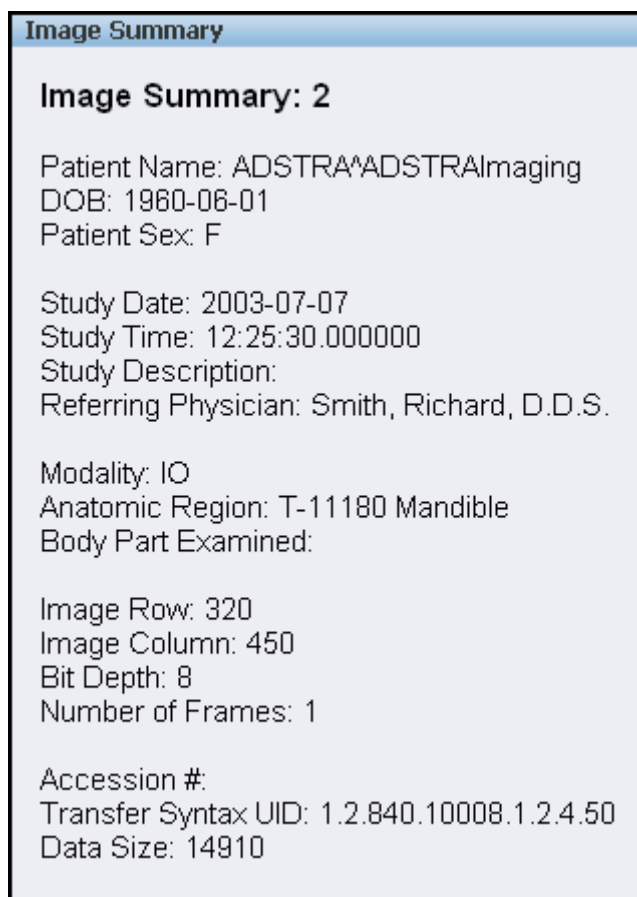 Image Summary
Image Summary: 2
Patient Name: ADSTRA^ADSTRAImaging
DOB: 1960-06-01
Patient Sex: F
Study Date: 2003-07-07
Study Time: 12:25:30.000000
Study Description:
Referring Physician: Smith, Richard, D.D.S.
Modality: IO
Anatomic Region: T-11180 Mandible
Body Part Examined:
Image Row: 320
Image Column: 450
Bit Depth: 8
Number of Frames: 1
Accession #:
Transfer Syntax UID: 1.2.840.10008.1.2.4.50
Data Size: 14910